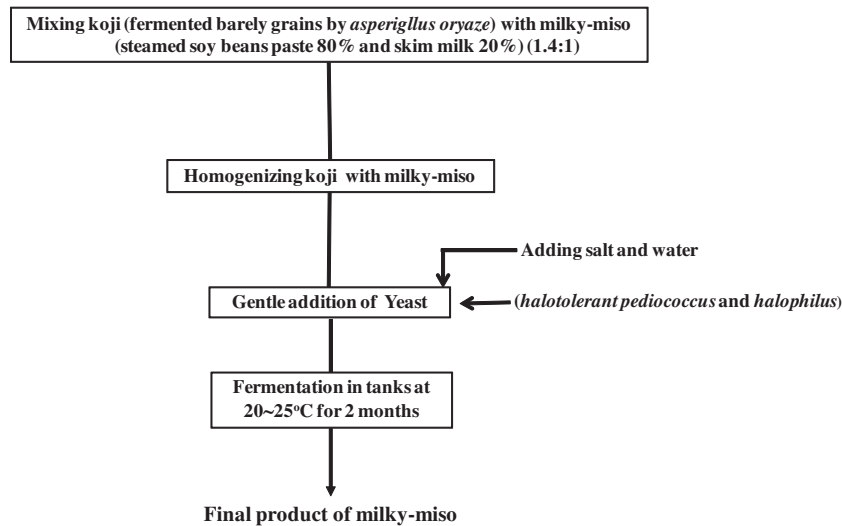 Mixing koji (fermented barely grains by asperigllus oryaze) with milky-miso
(steamed soy beans paste 80% and skim milk 20%) (1.4:1)
Homogenizing koji with milky-miso
Adding salt and water
Gentle addition of Yeast
(halotolerant pediococcus and halophilus)
Fermentation in tanks at
20~25°C for 2 months
Final product of milky-miso